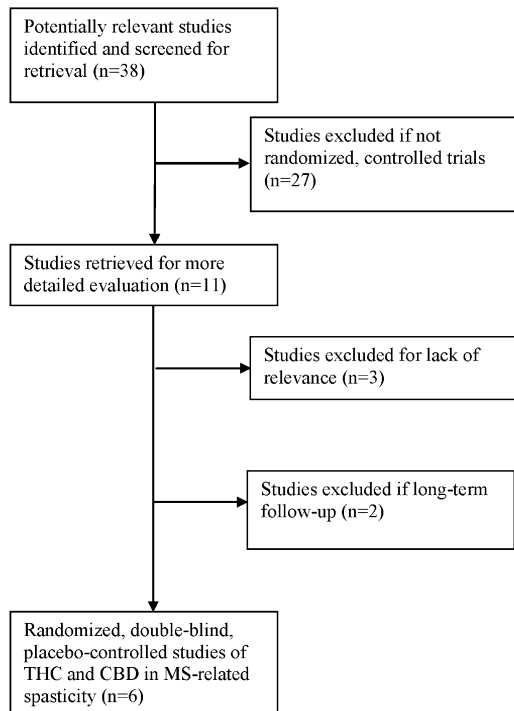 Potentially relevant studies
identified and screened for
retrieval (n=38)
Studies excluded if not
randomized, controlled trials
(n=27)
Studies retrieved for more
detailed evaluation (n=11)
Studies excluded for lack of
relevance (n=3)
Studies excluded if long-term
follow-up (n=2)
Randomized, double-blind,
placebo-controlled studies of
THC and CBD in MS-related
spasticity (n=6)